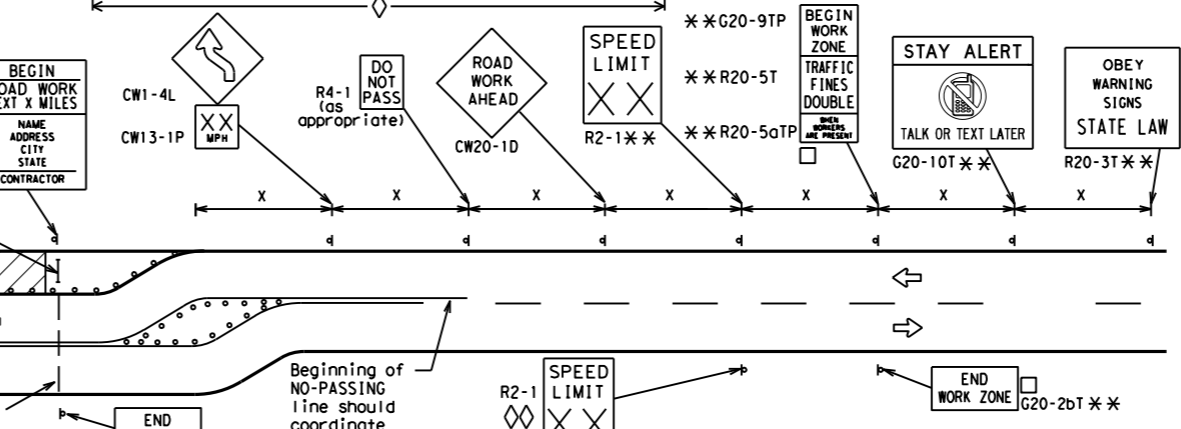 BEGIN
ROAD WORK
NEXT X MILES
NAME
ADDRESS
CITY
STATE
CONTRACTOR
CW1-4L
XX
MPH
CW13-1P
R4-1
(as
appropriate)
DO
NOT
PASS
ROAD
WORK
AHEAD
CW20-1D
SPEED
LIMIT
X X
R2-1**
**G20-9TP
**R20-5T
**R20-5aTP
BEGIN
WORK
ZONE
TRAFFIC
FINES
DOUBLE
WHEN
WORKERS
ARE PRESENT
STAY ALERT
TALK OR TEXT LATER
G20-10T**
OBEY
WARNING
SIGNS
STATE LAW
R20-3T**
X X X X X X X
Beginning of
NO-PASSING
line should
coordinate
R2-1
SPEED
LIMIT
X X
END
WORK ZONE
G20-2bT**
END